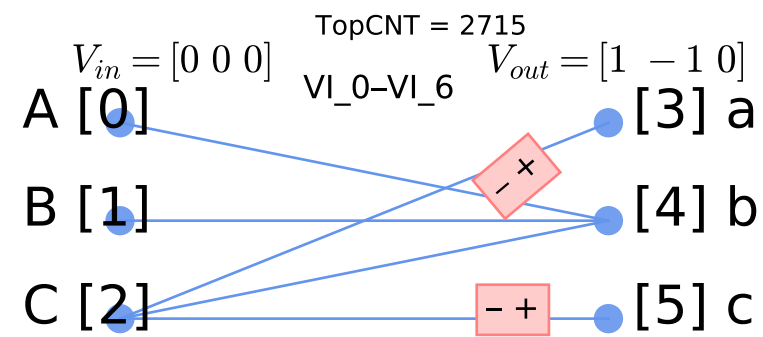 TopCNT = 2715
V_in = [0 0 0]
V_out = [1 −1 0]
VI_0–VI_6
A [0]
[3] a
B [1]
[4] b
C [2]
[5] c
− +
− +